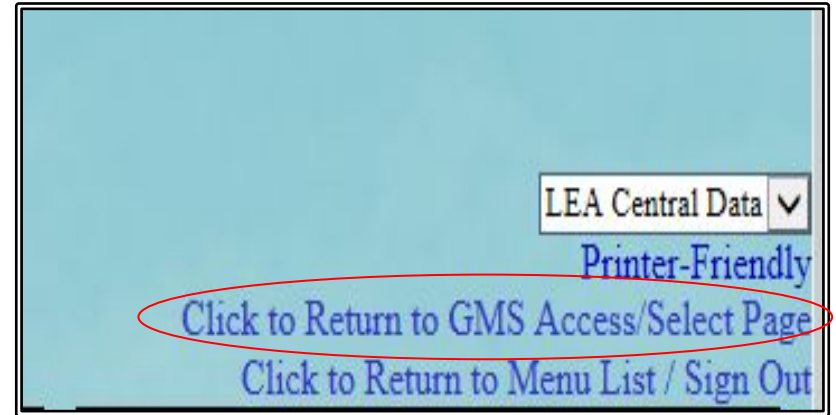 LEA Central Data
Printer-Friendly
Click to Return to GMS Access/Select Page
Click to Return to Menu List / Sign Out